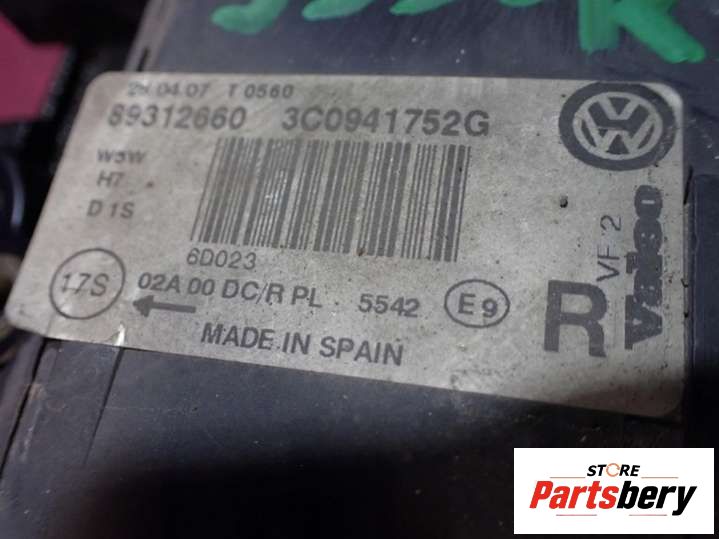 26.04.07 T 0560
89312660 3C0941752G
W5W
H7
D1S
6D023
17S
02A 00 DC/R PL 5542 E9
MADE IN SPAIN
R
VF 2
Valeo
STORE
Partsbery